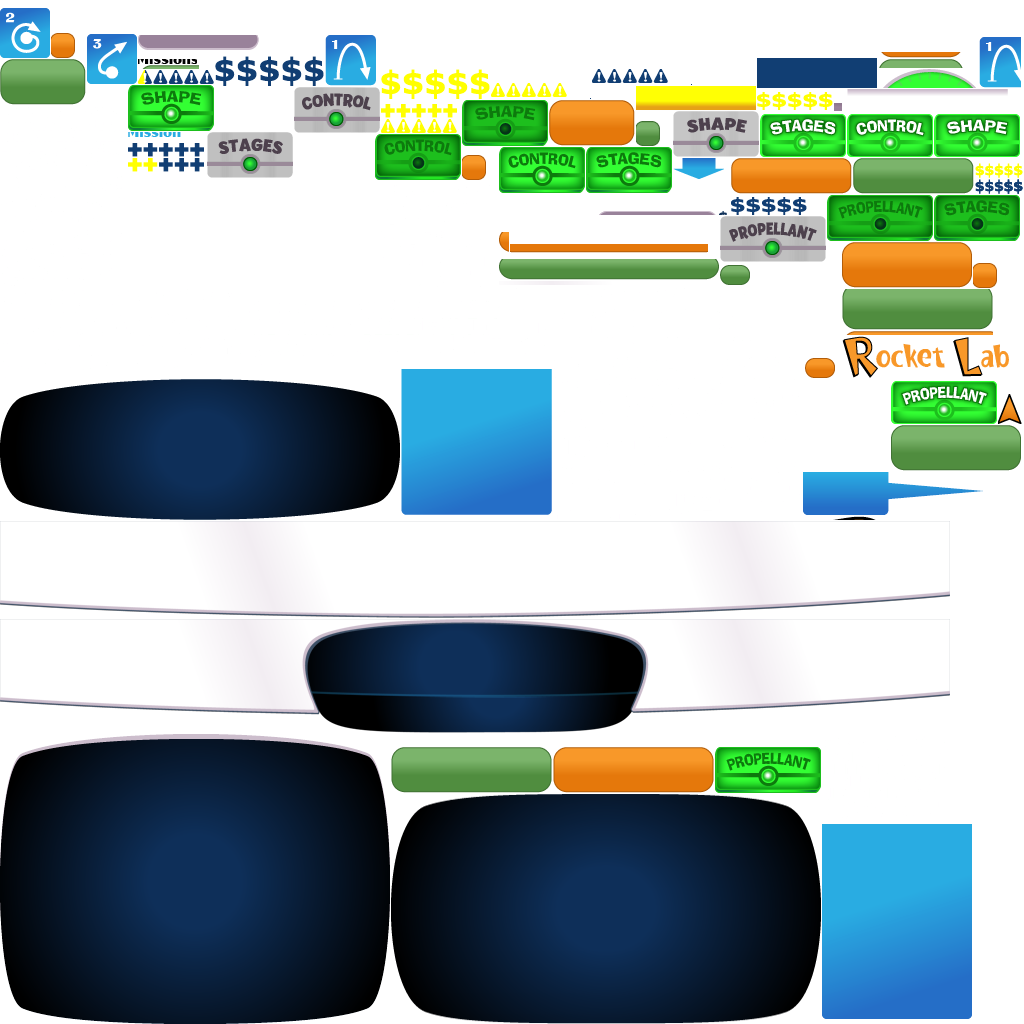 2
3
Missions
$$$$$
1
$$$$$
1
SHAPE
CONTROL
$$$$$
SHAPE
SHAPE
STAGES
CONTROL
SHAPE
Mission
STAGES
CONTROL
CONTROL
STAGES
$$$$$
$$$$$
$$$$$
PROPELLANT
PROPELLANT
STAGES
Rocket Lab
PROPELLANT
PROPELLANT